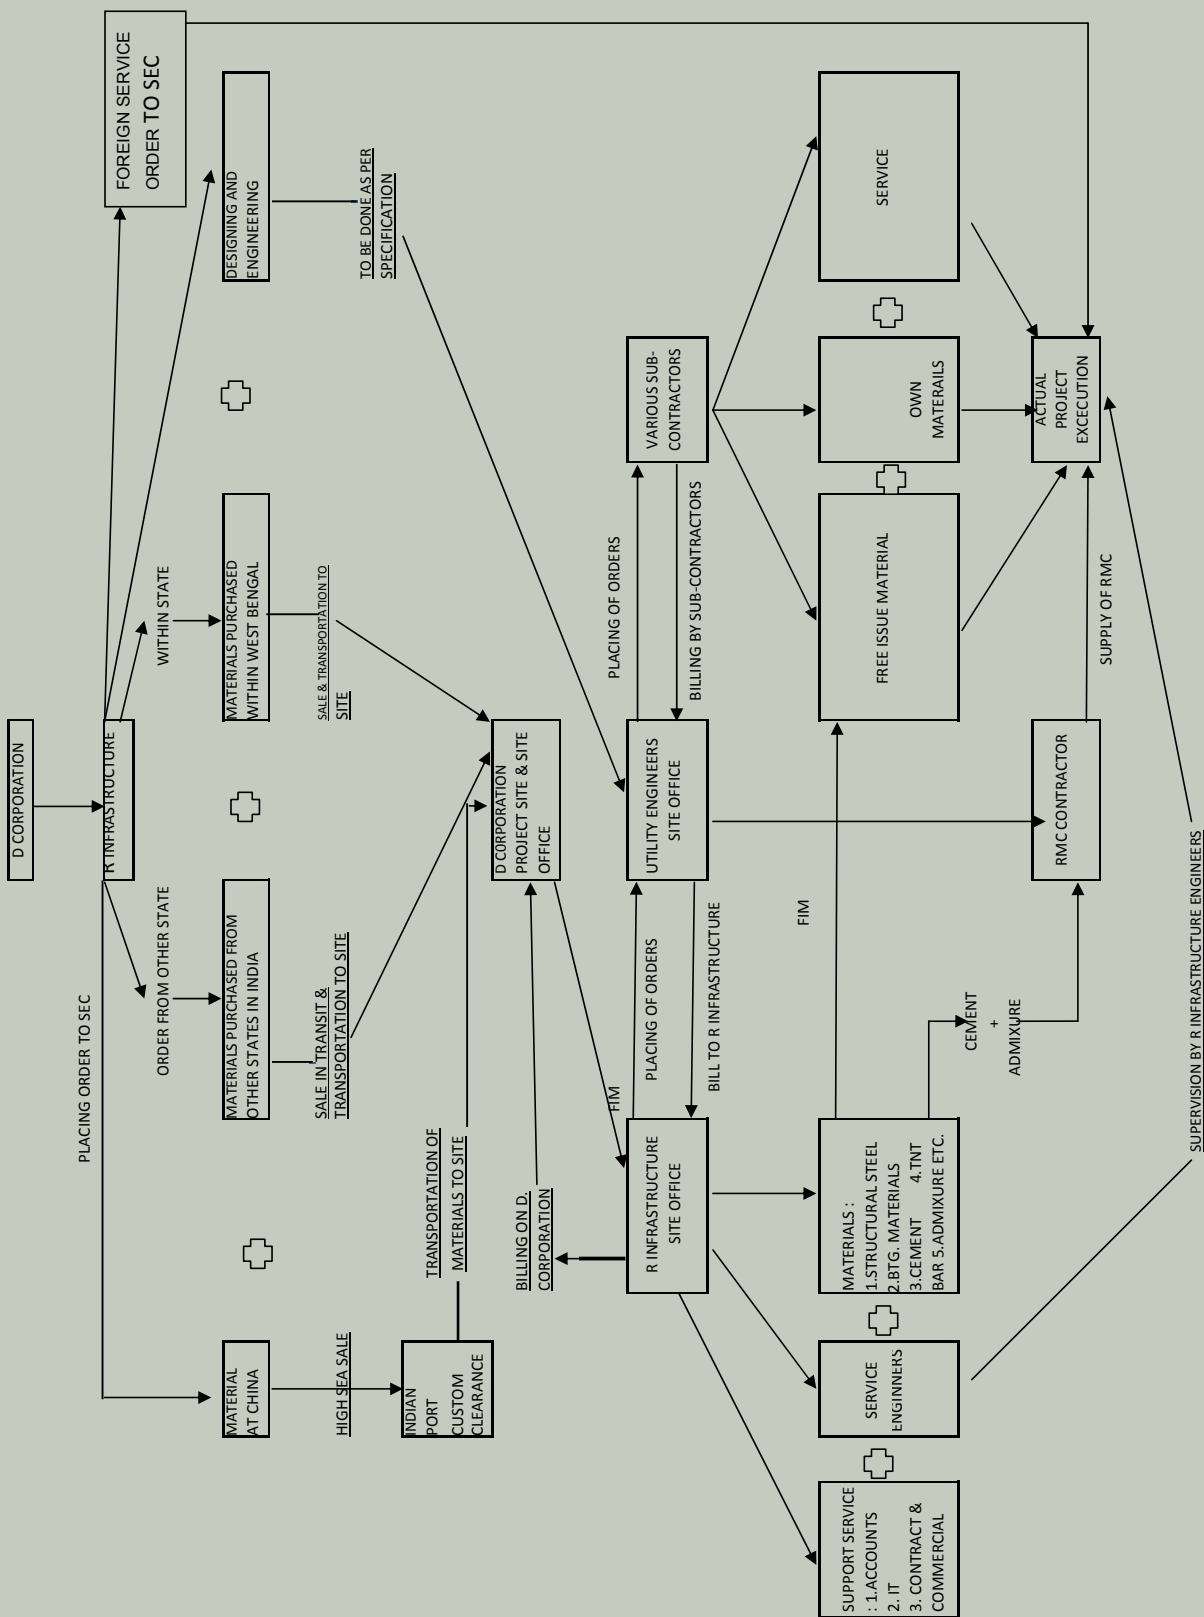 D CORPORATION
R INFRASTRUCTURE
FOREIGN SERVICE
ORDER TO SEC
PLACING ORDER TO SEC
ORDER FROM OTHER STATE
WITHIN STATE
MATERIAL
AT CHINA
MATERIALS PURCHASED FROM
OTHER STATES IN INDIA
MATERIALS PURCHASED
WITHIN WEST BENGAL
DESIGNING AND
ENGINEERING
HIGH SEA SALE
SALE IN TRANSIT &
TRANSPORTATION TO SITE
SALE & TRANSPORTATION TO
SITE
TO BE DONE AS PER
SPECIFICATION
INDIAN
PORT
CUSTOM
CLEARANCE
TRANSPORTATION OF
MATERIALS TO SITE
D CORPORATION
PROJECT SITE & SITE
OFFICE
BILLING ON D.
CORPORATION
FIM
R INFRASTRUCTURE
SITE OFFICE
PLACING OF ORDERS
BILL TO R INFRASTRUCTURE
UTILITY ENGINEERS
SITE OFFICE
PLACING OF ORDERS
BILLING BY SUB-CONTRACTORS
VARIOUS SUB-
CONTRACTORS
SUPPORT SERVICE
: 1.ACCOUNTS
2. IT
3. CONTRACT &
COMMERCIAL
SERVICE
ENGINNERS
MATERIALS :
1.STRUCTURAL STEEL
2.BTG. MATERIALS
3.CEMENT 4.TNT
BAR 5.ADMIXURE ETC.
FIM
FREE ISSUE MATERIAL
OWN
MATERAILS
SERVICE
CEMENT
+
ADMIXURE
RMC CONTRACTOR
SUPPLY OF RMC
ACTUAL
PROJECT
EXCECUTION
SUPERVISION BY R INFRASTRUCTURE ENGINEERS